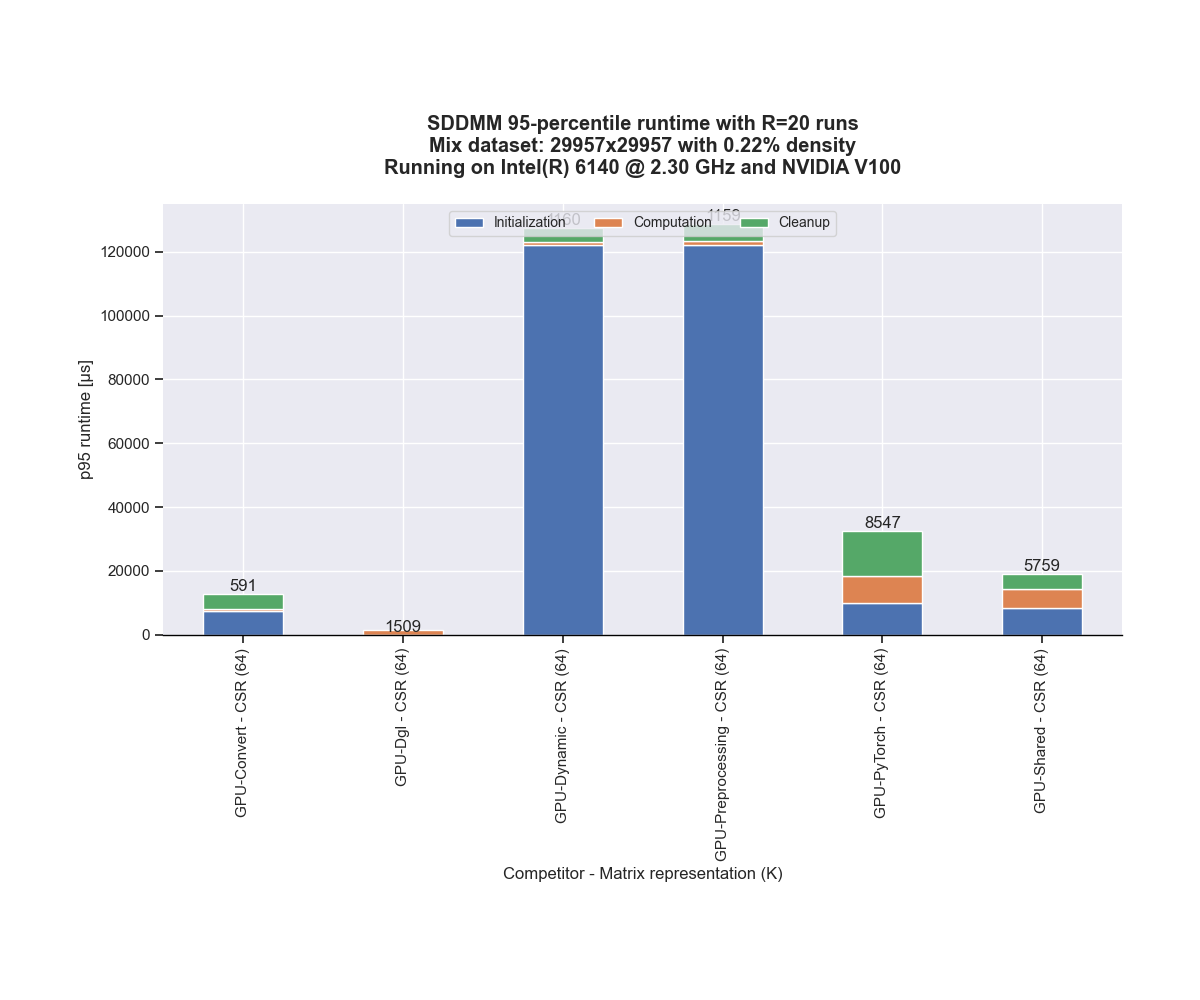 SDDMM 95-percentile runtime with R=20 runs
Mix dataset: 29957x29957 with 0.22% density
Running on Intel(R) 6140 @ 2.30 GHz and NVIDIA V100
1160
1159
Initialization
Computation
Cleanup
120000
100000
80000
60000
40000
20000
0
p95 runtime [μs]
591
1509
8547
5759
GPU-Convert - CSR (64)
GPU-Dgl - CSR (64)
GPU-Dynamic - CSR (64)
GPU-Preprocessing - CSR (64)
GPU-PyTorch - CSR (64)
GPU-Shared - CSR (64)
Competitor - Matrix representation (K)